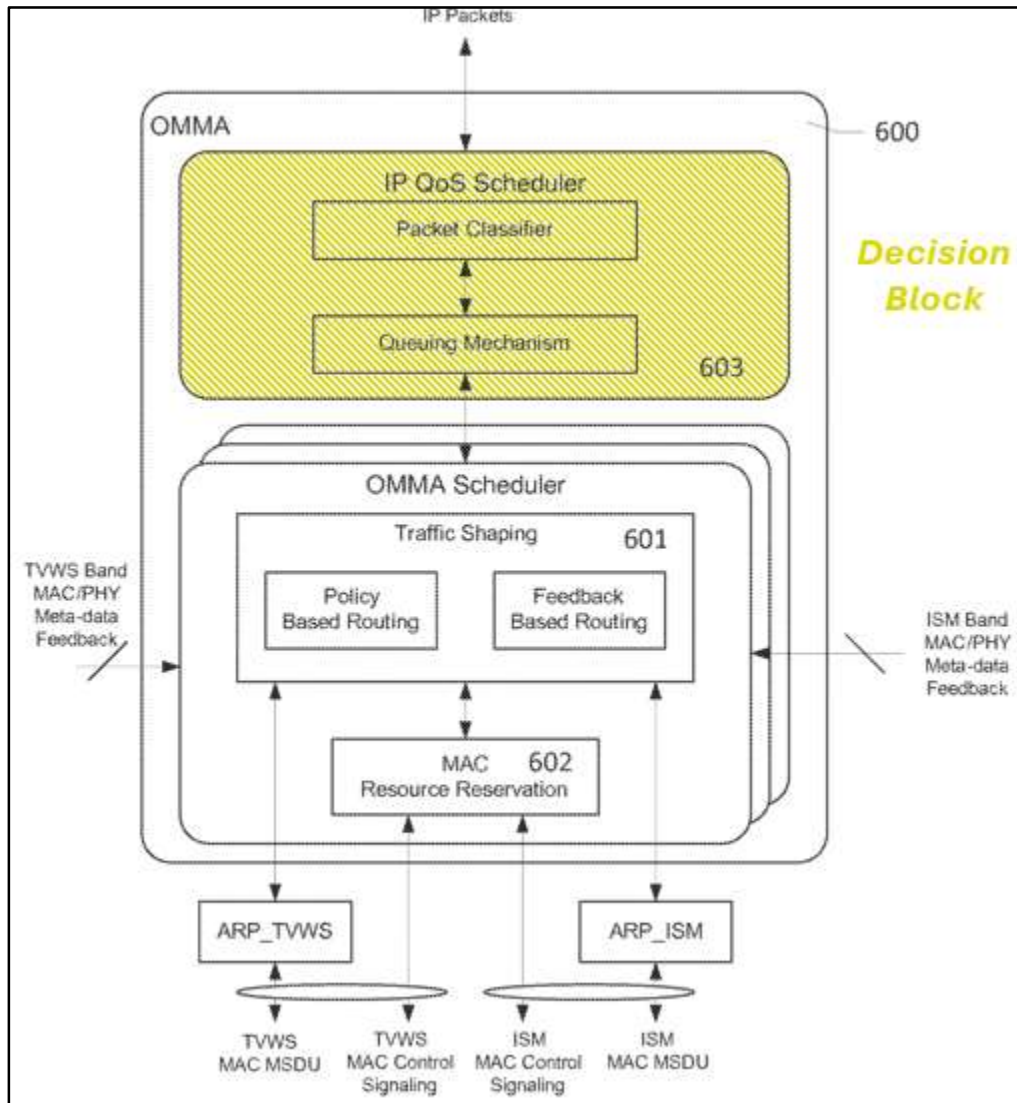 IP Packets
OMMA
600
IP QoS Scheduler
Packet Classifier
Decision
Block
Queuing Mechanism
603
OMMA Scheduler
Traffic Shaping
601
Policy
Based Routing
Feedback
Based Routing
TVWS Band
MAC/PHY
Meta-data
Feedback
ISM Band
MAC/PHY
Meta-data
Feedback
MAC
602
Resource Reservation
ARP_TVWS
ARP_ISM
TVWS
MAC MSDU
TVWS
MAC Control
Signaling
ISM
MAC Control
Signaling
ISM
MAC MSDU